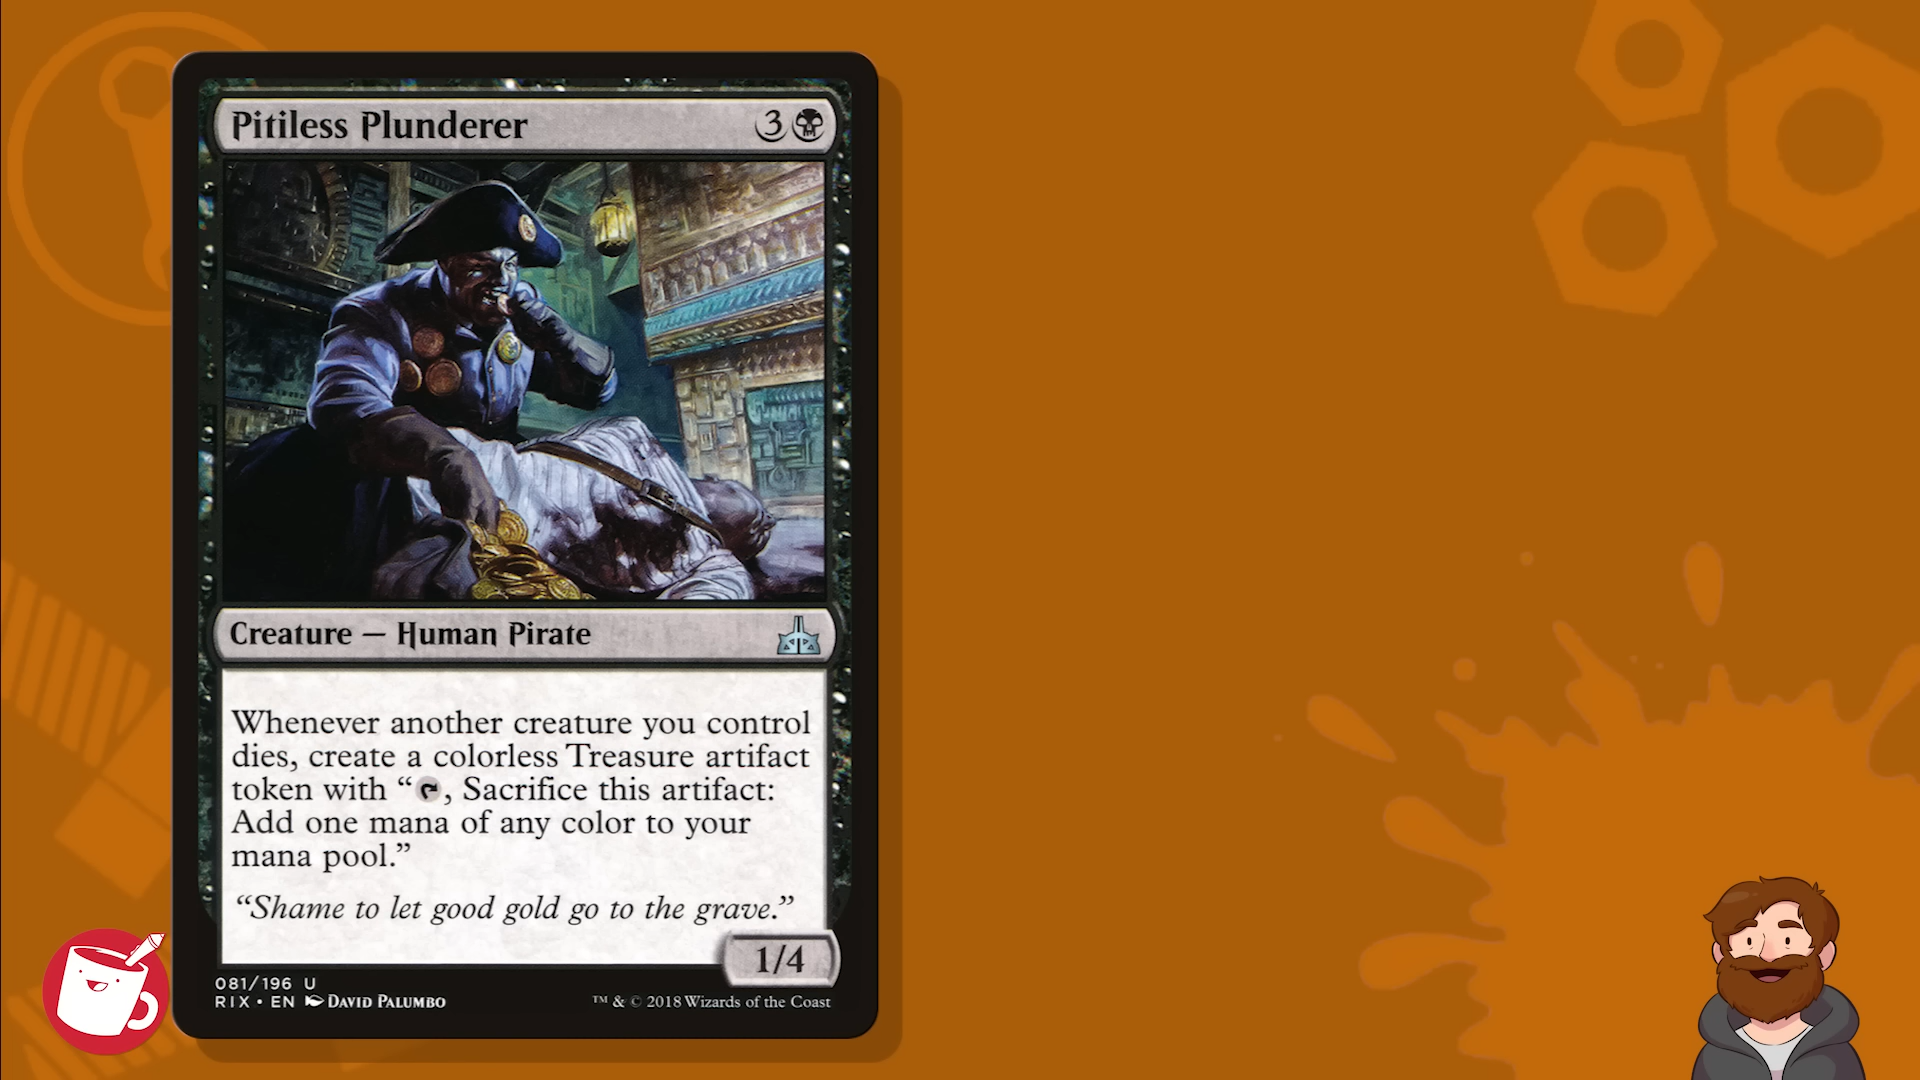 Pitiless Plunderer 3
Creature — Human Pirate
Whenever another creature you control
dies, create a colorless Treasure artifact
token with “ , Sacrifice this artifact:
Add one mana of any color to your
mana pool.”
“Shame to let good gold go to the grave.”
1/4
081/196 U
RIX • EN DAVID PALUMBO
™ & © 2018 Wizards of the Coast